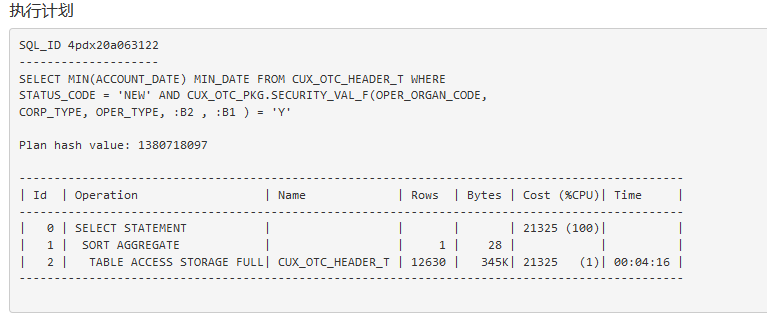 执行计划
SQL_ID 4pdx20a063122
--------------------
SELECT MIN(ACCOUNT_DATE) MIN_DATE FROM CUX_OTC_HEADER_T WHERE
STATUS_CODE = 'NEW' AND CUX_OTC_PKG.SECURITY_VAL_F(OPER_ORGAN_CODE,
CORP_TYPE, OPER_TYPE, :B2 , :B1 ) = 'Y'
Plan hash value: 1380718097
-----------------------------------------------------------------------------------------------
| Id  | Operation                  | Name             | Rows  | Bytes | Cost (%CPU)| Time     |
-----------------------------------------------------------------------------------------------
|   0 | SELECT STATEMENT           |                  |       |       | 21325 (100)|          |
|   1 |  SORT AGGREGATE            |                  |     1 |    28 |            |          |
|   2 |   TABLE ACCESS STORAGE FULL| CUX_OTC_HEADER_T | 12630 |   345K| 21325   (1)| 00:04:16 |
-----------------------------------------------------------------------------------------------